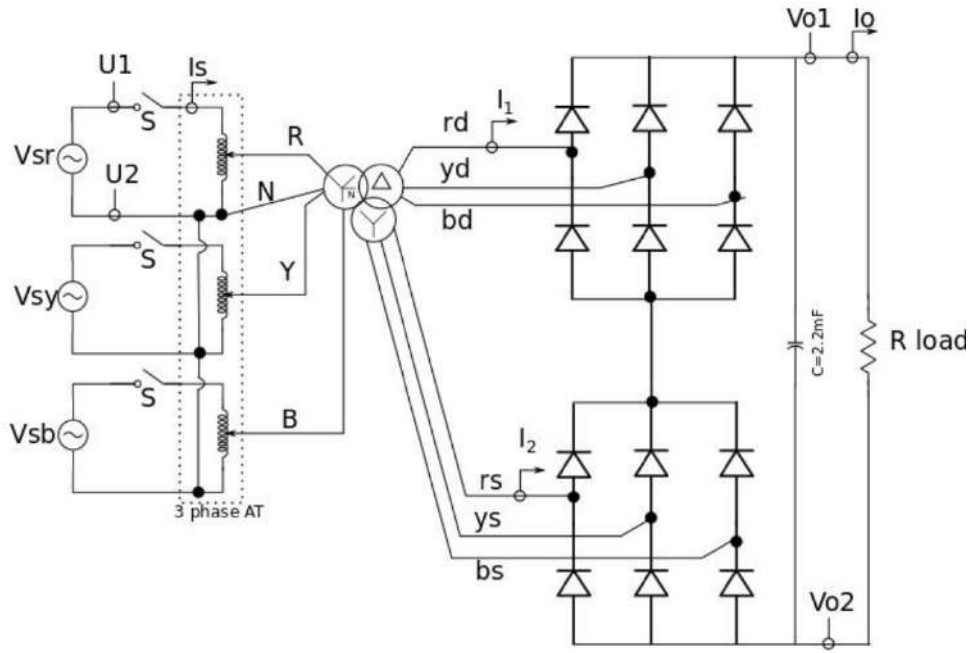 Vo1
Io
U1
Is
S
I1
R
rd
Vsr
U2
N
yd
N
bd
S
Y
Vsy
C=2.2mF
R load
S
B
Vsb
I2
rs
3 phase AT
ys
bs
Vo2